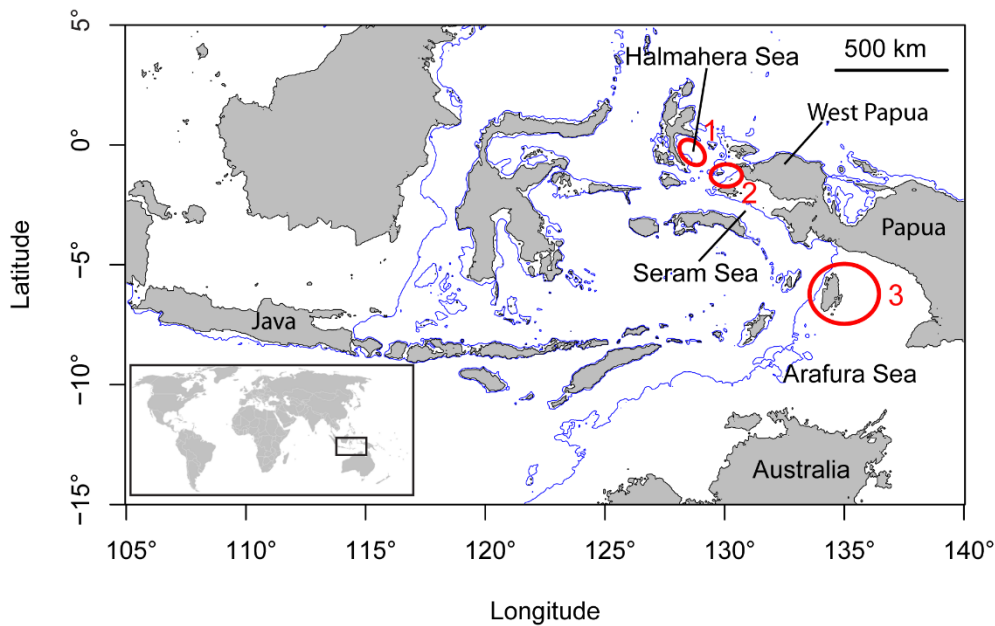 5°
0°
−5°
−10°
−15°
Latitude
500 km
Halmahera Sea
West Papua
1
2
Papua
Seram Sea
3
Java
Arafura Sea
Australia
105°
110°
115°
120°
125°
130°
135°
140°
Longitude